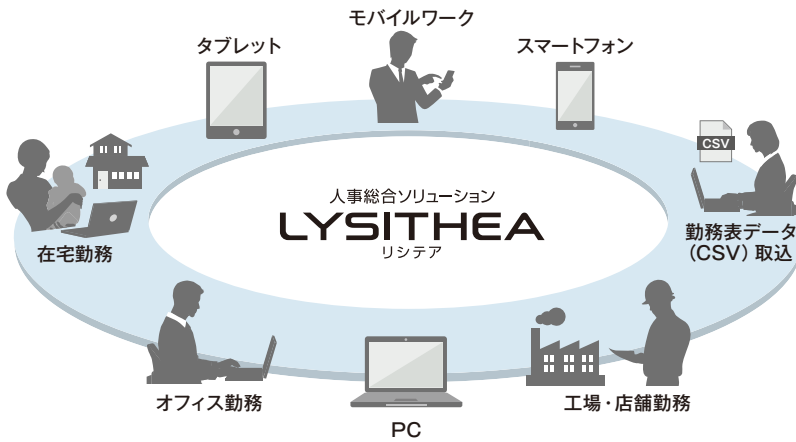 モバイルワーク
タブレット
スマートフォン
CSV
人事総合ソリューション
LYSITHEA
リシテア
在宅勤務
勤務表データ
（CSV）取込
オフィス勤務
工場・店舗勤務
PC